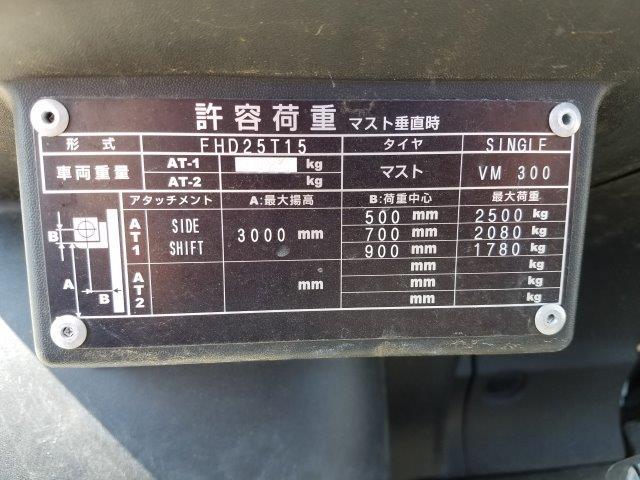 許容荷重 マスト垂直時
形式 FHD25T15 タイヤ SINGLE
車両重量 AT-1 kg マスト VM 300
AT-2 kg
アタッチメント A:最大揚高 B:荷重中心 最大荷重
AT1 SIDE SHIFT 3000 mm 500 mm 2500 kg
700 mm 2080 kg
900 mm 1780 kg
AT2 mm mm kg
mm kg
mm kg
B
A
B